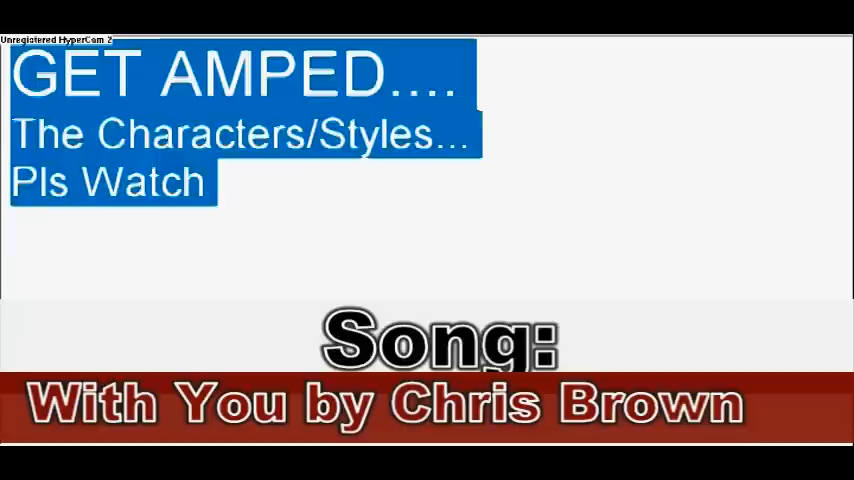 Unregistered HyperCam 2
GET AMPED....
The Characters/Styles...
Pls Watch
Song:
With You by Chris Brown